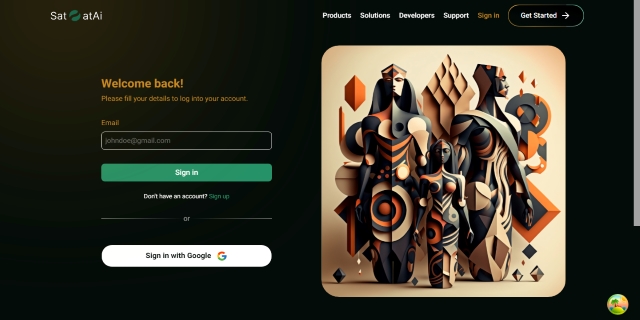 Sat atAi
Products Solutions Developers Support Sign in Get Started
Welcome back!
Please fill your details to log into your account.
Email
johndoe@gmail.com
Sign in
Don't have an account? Sign up
or
Sign in with Google